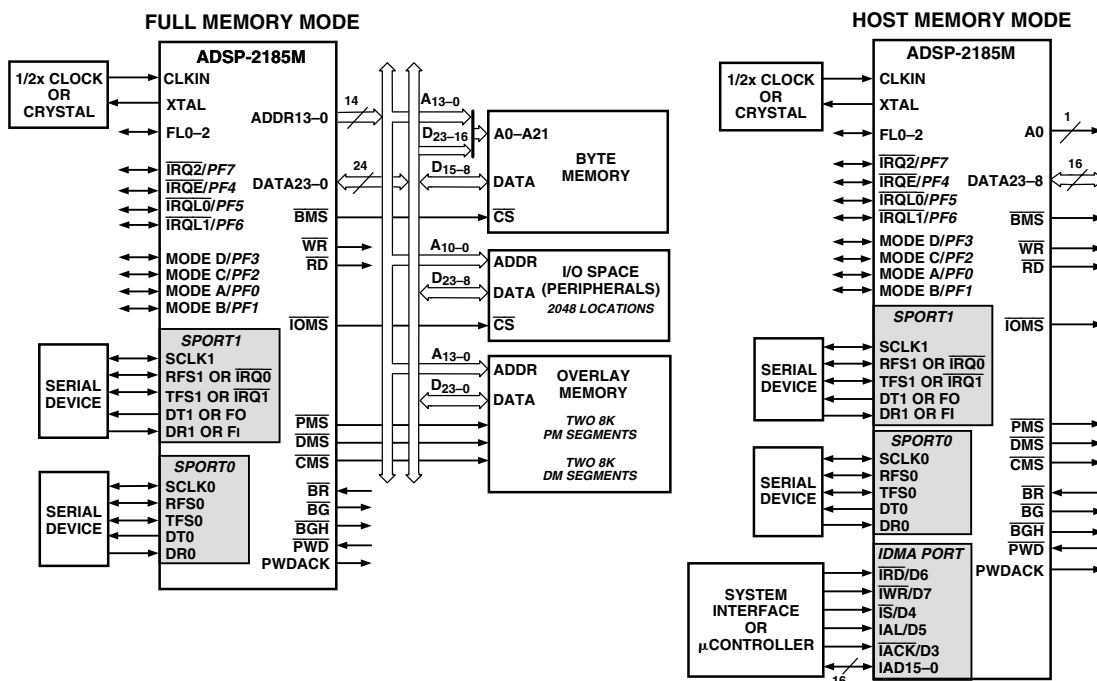 FULL MEMORY MODE
ADSP-2185M
1/2x CLOCK
OR
CRYSTAL
CLKIN
XTAL
FL0–2
IRQ2/PF7
IRQE/PF4
IRQL0/PF5
IRQL1/PF6
MODE D/PF3
MODE C/PF2
MODE A/PF0
MODE B/PF1
SERIAL
DEVICE
SPORT1
SCLK1
RFS1 OR IRQ0
TFS1 OR IRQ1
DT1 OR FO
DR1 OR FI
SERIAL
DEVICE
SPORT0
SCLK0
RFS0
TFS0
DT0
DR0
14
ADDR13–0
24
DATA23–0
BMS
WR
RD
IOMS
PMS
DMS
CMS
BR
BG
BGH
PWD
PWDACK
A13–0
D23–16
D15–8
A0–A21
DATA
CS
BYTE
MEMORY
A10–0
D23–8
ADDR
DATA
CS
I/O SPACE
(PERIPHERALS)
2048 LOCATIONS
A13–0
D23–0
ADDR
DATA
OVERLAY
MEMORY
TWO 8K
PM SEGMENTS
TWO 8K
DM SEGMENTS
HOST MEMORY MODE
ADSP-2185M
1/2x CLOCK
OR
CRYSTAL
CLKIN
XTAL
FL0–2
IRQ2/PF7
IRQE/PF4
IRQL0/PF5
IRQL1/PF6
MODE D/PF3
MODE C/PF2
MODE A/PF0
MODE B/PF1
SERIAL
DEVICE
SPORT1
SCLK1
RFS1 OR IRQ0
TFS1 OR IRQ1
DT1 OR FO
DR1 OR FI
SERIAL
DEVICE
SPORT0
SCLK0
RFS0
TFS0
DT0
DR0
SYSTEM
INTERFACE
OR
μCONTROLLER
IDMA PORT
IRD/D6
IWR/D7
IS/D4
IAL/D5
IACK/D3
IAD15–0
16
1
A0
16
DATA23–8
BMS
WR
RD
IOMS
PMS
DMS
CMS
BR
BG
BGH
PWD
PWDACK